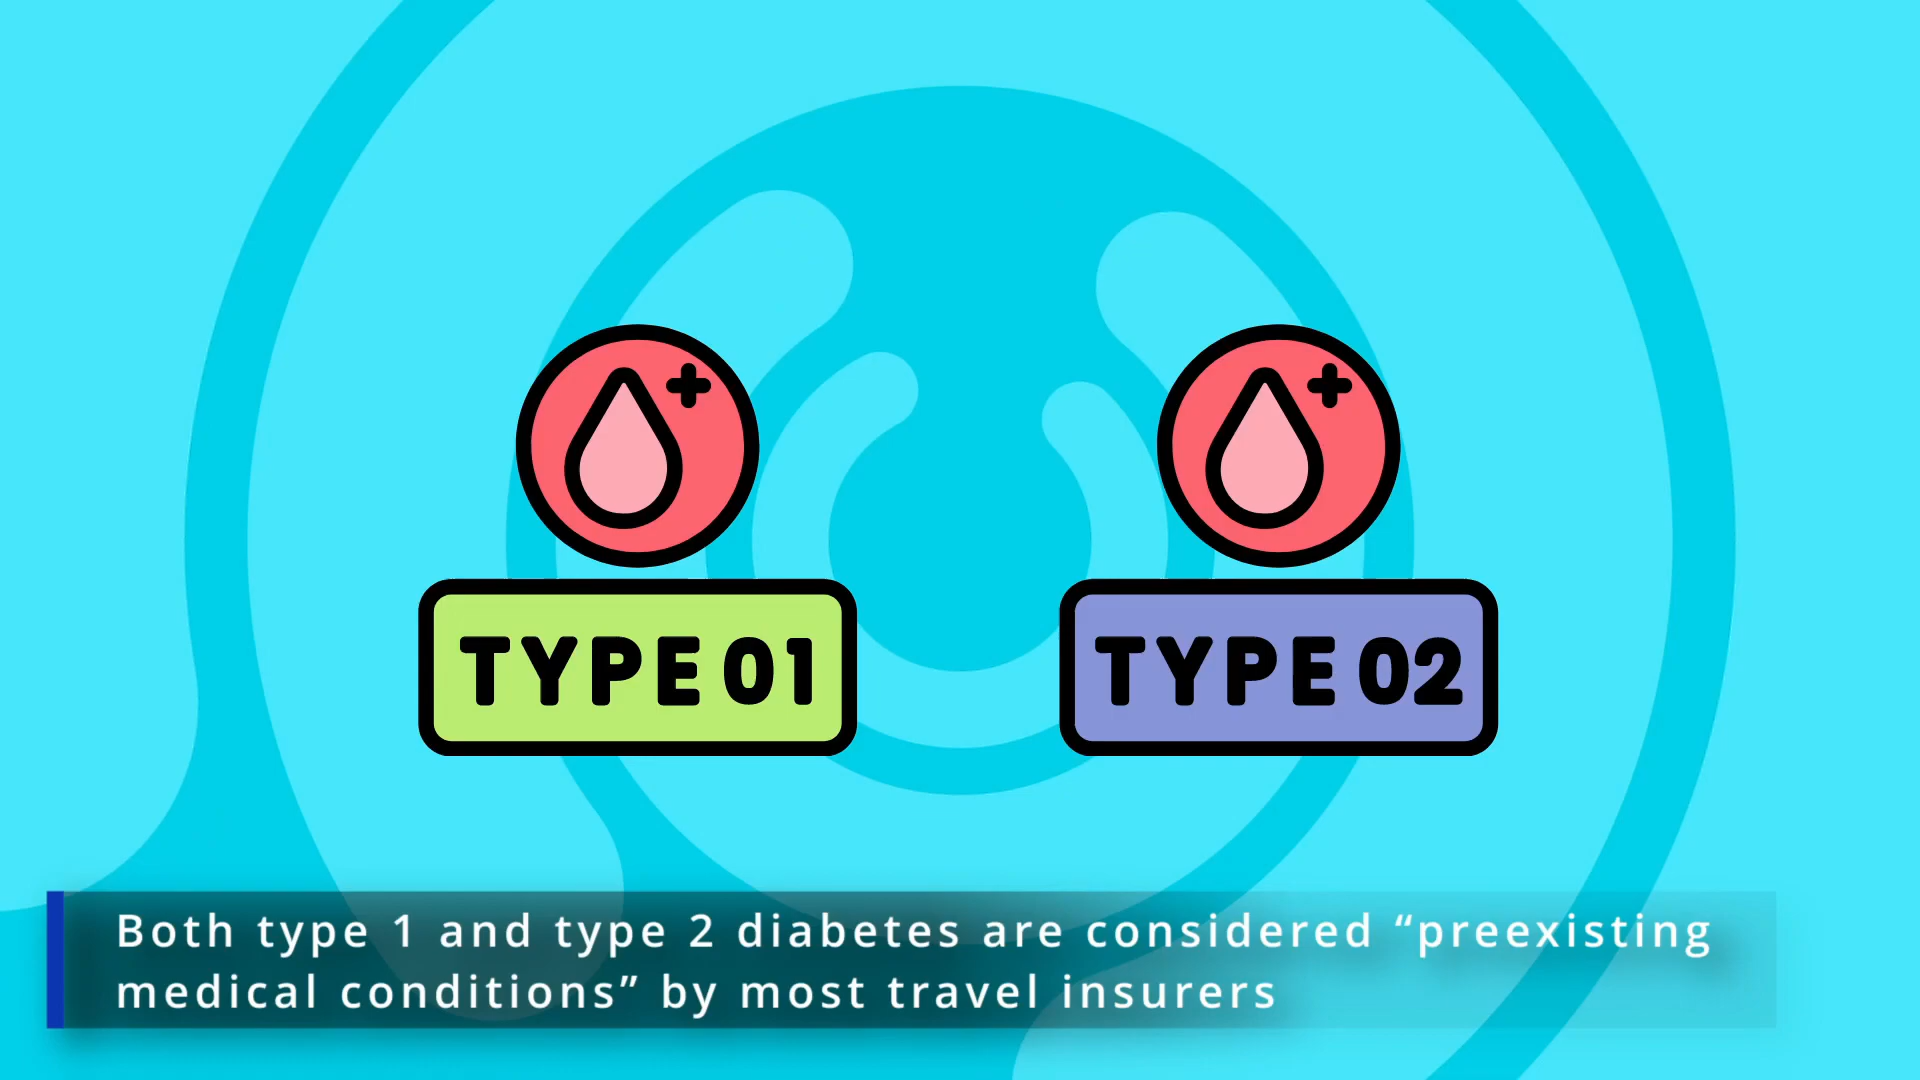 TYPE 01
TYPE 02
Both type 1 and type 2 diabetes are considered “preexisting
medical conditions” by most travel insurers